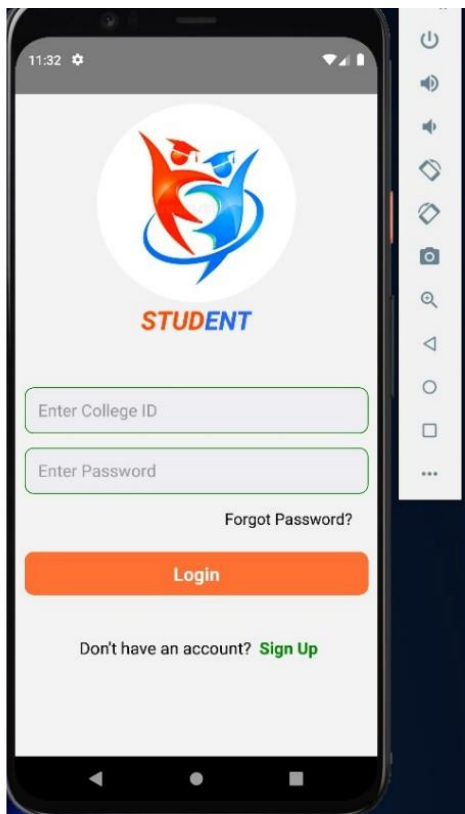 11:32
STUDENT
Enter College ID
Enter Password
Forgot Password?
Login
Don't have an account? Sign Up